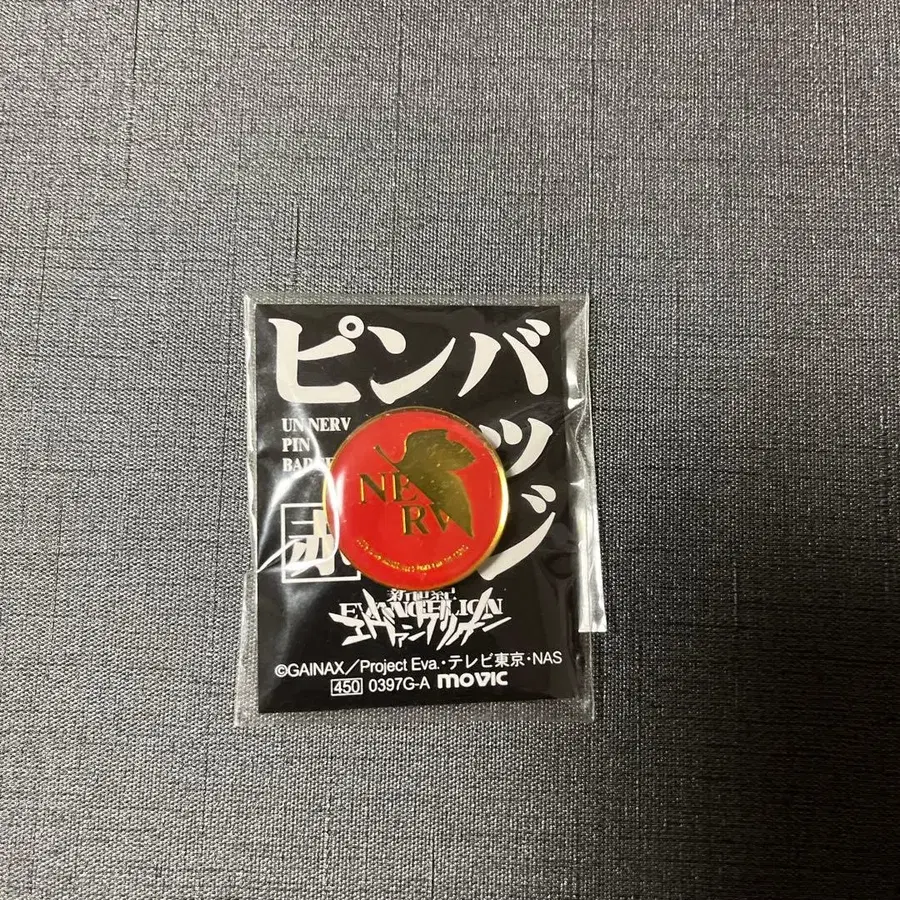 ピンバッジ
UN NERV
PIN
NERV
新世紀
EVANGELION
エヴァンゲリオン
©GAINAX／Project Eva.・テレビ東京・NAS
450 0397G-A movic